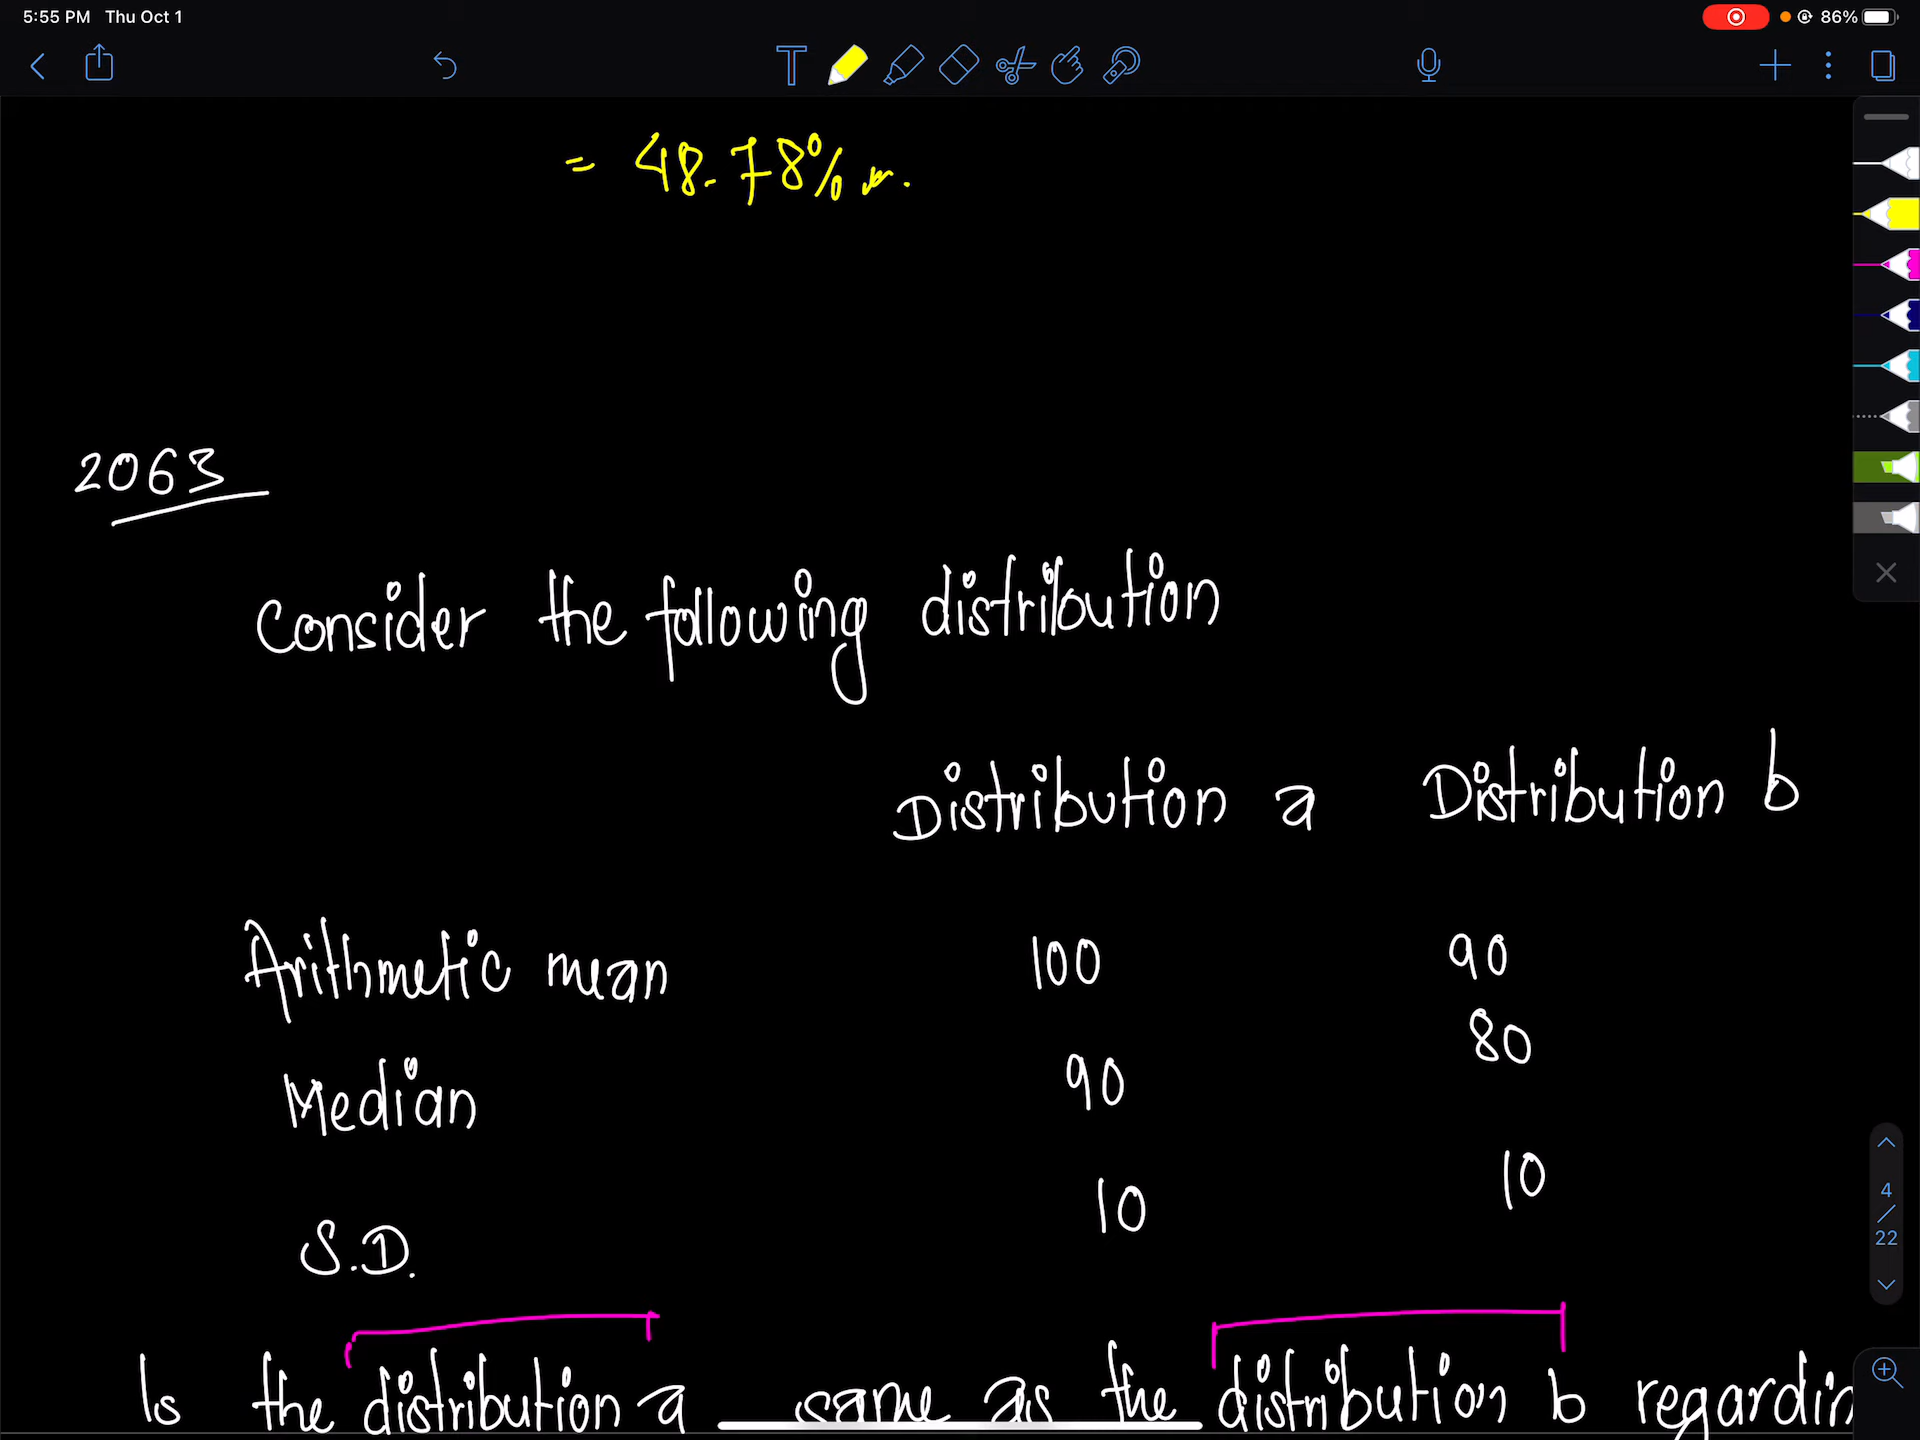 5:55 PM Thu Oct 1
86%
T
= 48.78%
2063
Consider the following distribution
Distribution a Distribution b
Arithmetic mean 100 90
Median 90 80
S.D. 10 10
Is the distribution a same as the distribution b regardin
4
/
22